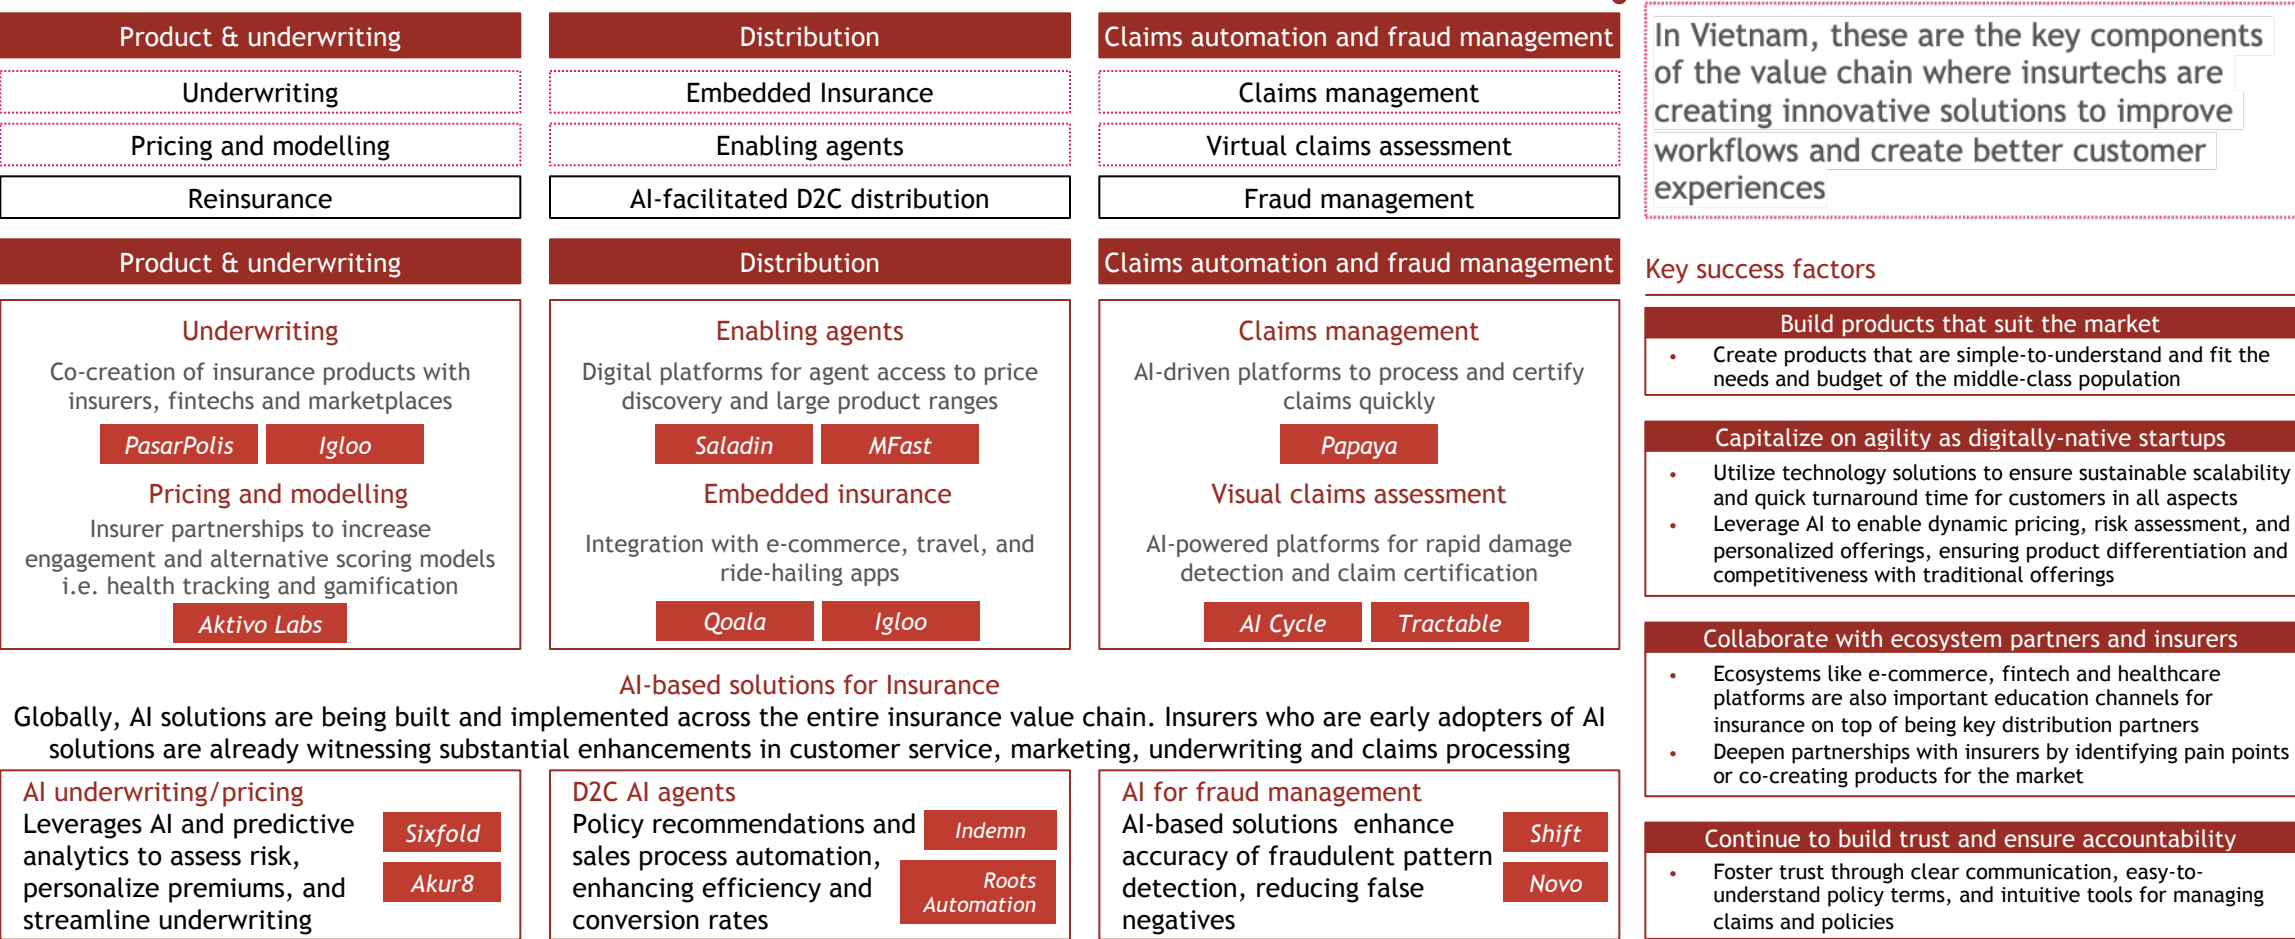 Product & underwriting
Distribution
Claims automation and fraud management
Underwriting
Embedded Insurance
Claims management
Pricing and modelling
Enabling agents
Virtual claims assessment
Reinsurance
AI-facilitated D2C distribution
Fraud management
In Vietnam, these are the key components
of the value chain where insurtechs are
creating innovative solutions to improve
workflows and create better customer
experiences
Product & underwriting
Distribution
Claims automation and fraud management
Underwriting
Co-creation of insurance products with
insurers, fintechs and marketplaces
PasarPolis
Igloo
Pricing and modelling
Insurer partnerships to increase
engagement and alternative scoring models
i.e. health tracking and gamification
Aktivo Labs
Enabling agents
Digital platforms for agent access to price
discovery and large product ranges
Saladin
MFast
Embedded insurance
Integration with e-commerce, travel, and
ride-hailing apps
Qoala
Igloo
Claims management
AI-driven platforms to process and certify
claims quickly
Papaya
Visual claims assessment
AI-powered platforms for rapid damage
detection and claim certification
AI Cycle
Tractable
AI-based solutions for Insurance
Globally, AI solutions are being built and implemented across the entire insurance value chain. Insurers who are early adopters of AI
solutions are already witnessing substantial enhancements in customer service, marketing, underwriting and claims processing
AI underwriting/pricing
Leverages AI and predictive
analytics to assess risk,
personalize premiums, and
streamline underwriting
Sixfold
Akur8
D2C AI agents
Policy recommendations and
sales process automation,
enhancing efficiency and
conversion rates
Indemn
Roots
Automation
AI for fraud management
AI-based solutions enhance
accuracy of fraudulent pattern
detection, reducing false
negatives
Shift
Novo
Key success factors
Build products that suit the market
• Create products that are simple-to-understand and fit the
needs and budget of the middle-class population
Capitalize on agility as digitally-native startups
• Utilize technology solutions to ensure sustainable scalability
and quick turnaround time for customers in all aspects
• Leverage AI to enable dynamic pricing, risk assessment, and
personalized offerings, ensuring product differentiation and
competitiveness with traditional offerings
Collaborate with ecosystem partners and insurers
• Ecosystems like e-commerce, fintech and healthcare
platforms are also important education channels for
insurance on top of being key distribution partners
• Deepen partnerships with insurers by identifying pain points
or co-creating products for the market
Continue to build trust and ensure accountability
• Foster trust through clear communication, easy-to-
understand policy terms, and intuitive tools for managing
claims and policies